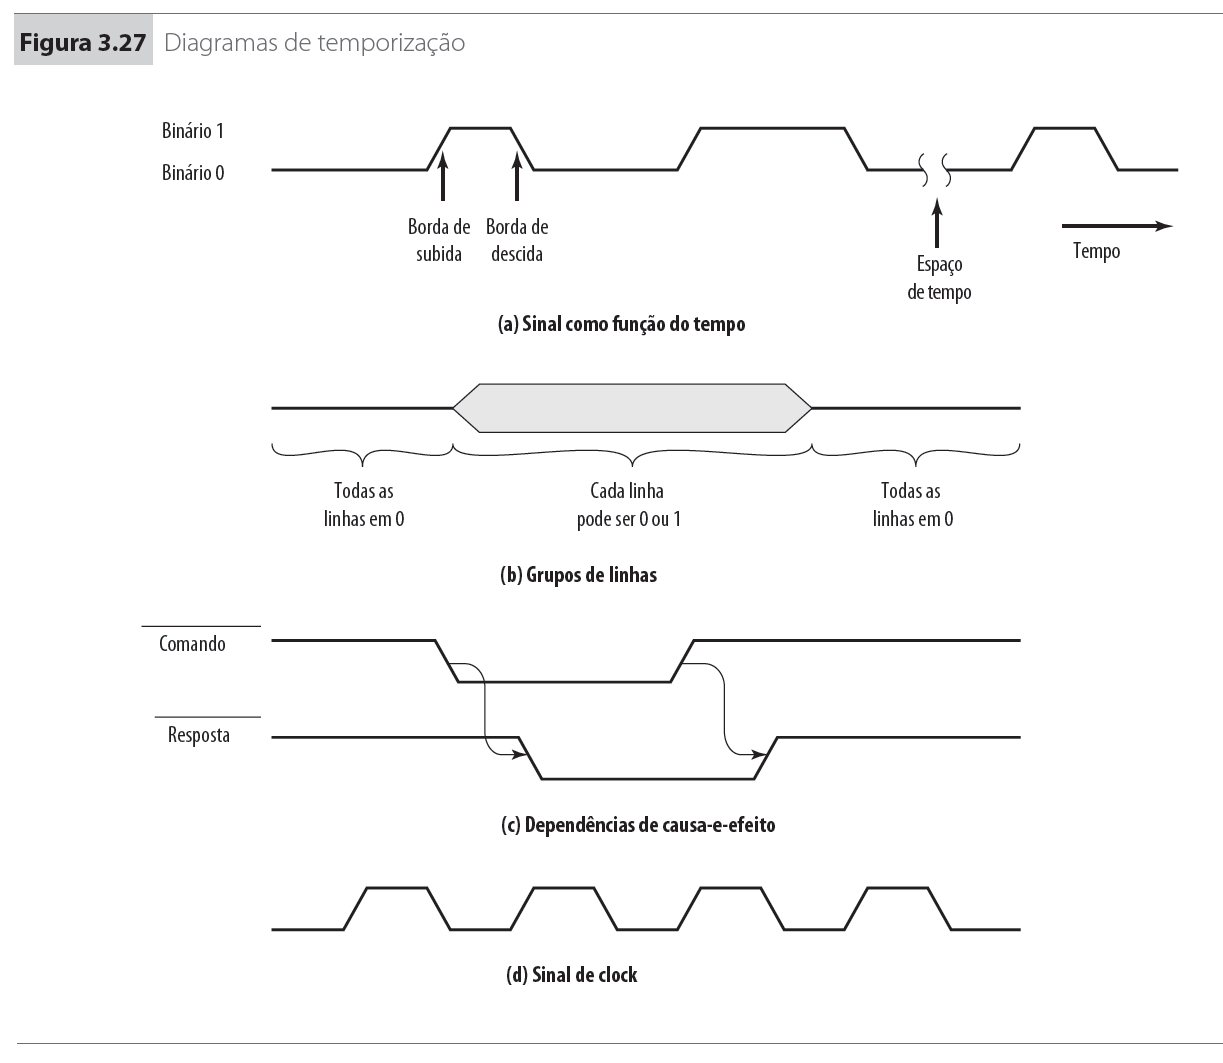 Figura 3.27 Diagramas de temporização
Binário 1
Binário 0
Borda de
subida
Borda de
descida
Espaço
de tempo
Tempo
(a) Sinal como função do tempo
Todas as
linhas em 0
Cada linha
pode ser 0 ou 1
Todas as
linhas em 0
(b) Grupos de linhas
Comando
Resposta
(c) Dependências de causa-e-efeito
(d) Sinal de clock